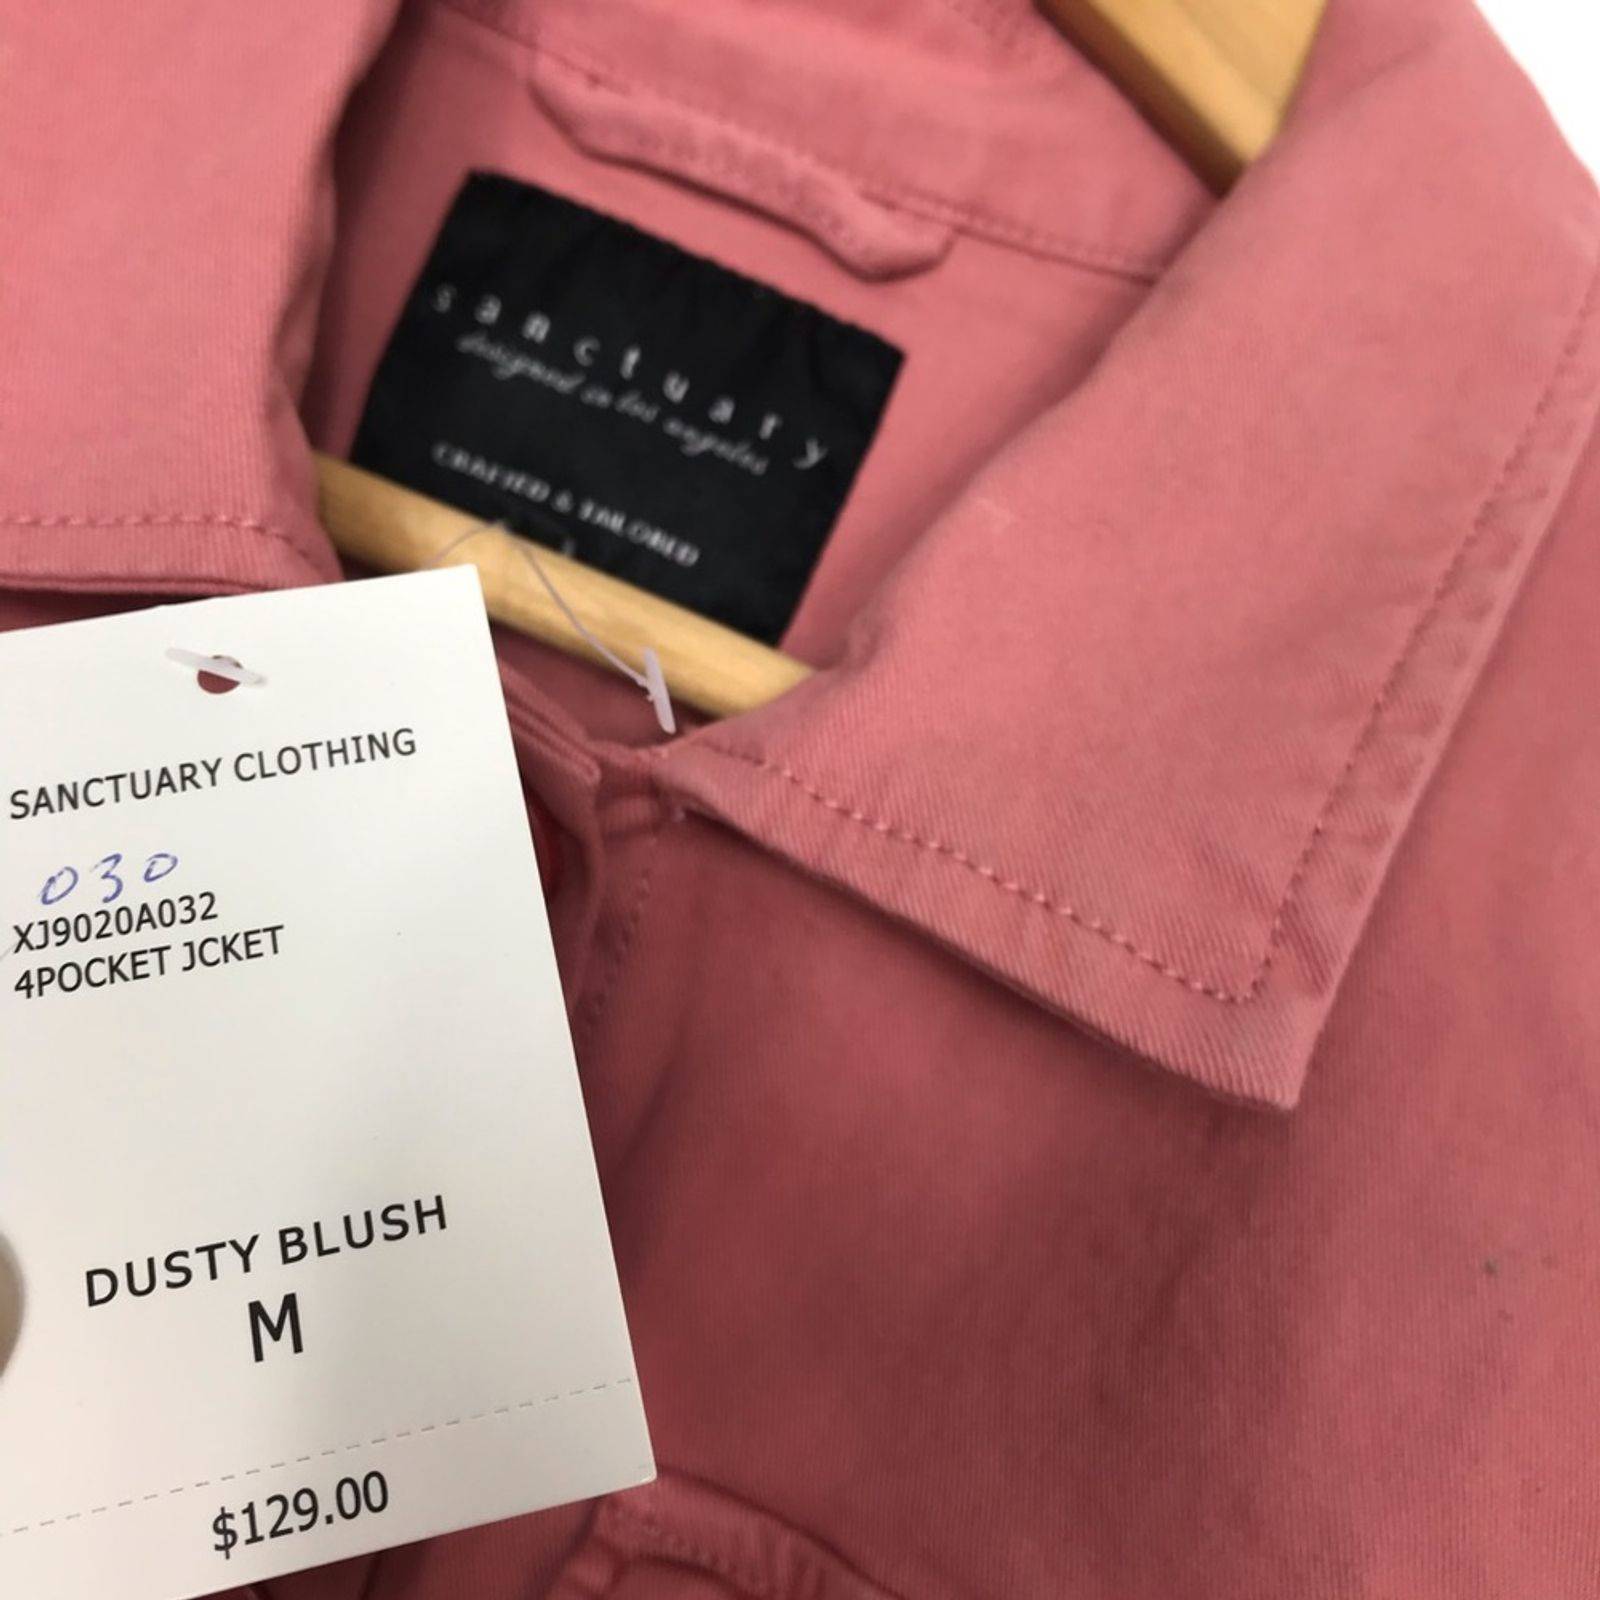 sanctuary
designed in los angeles
CRAFTED & TAILORED
SANCTUARY CLOTHING
030
XJ9020A032
4POCKET JCKET
DUSTY BLUSH
M
$129.00